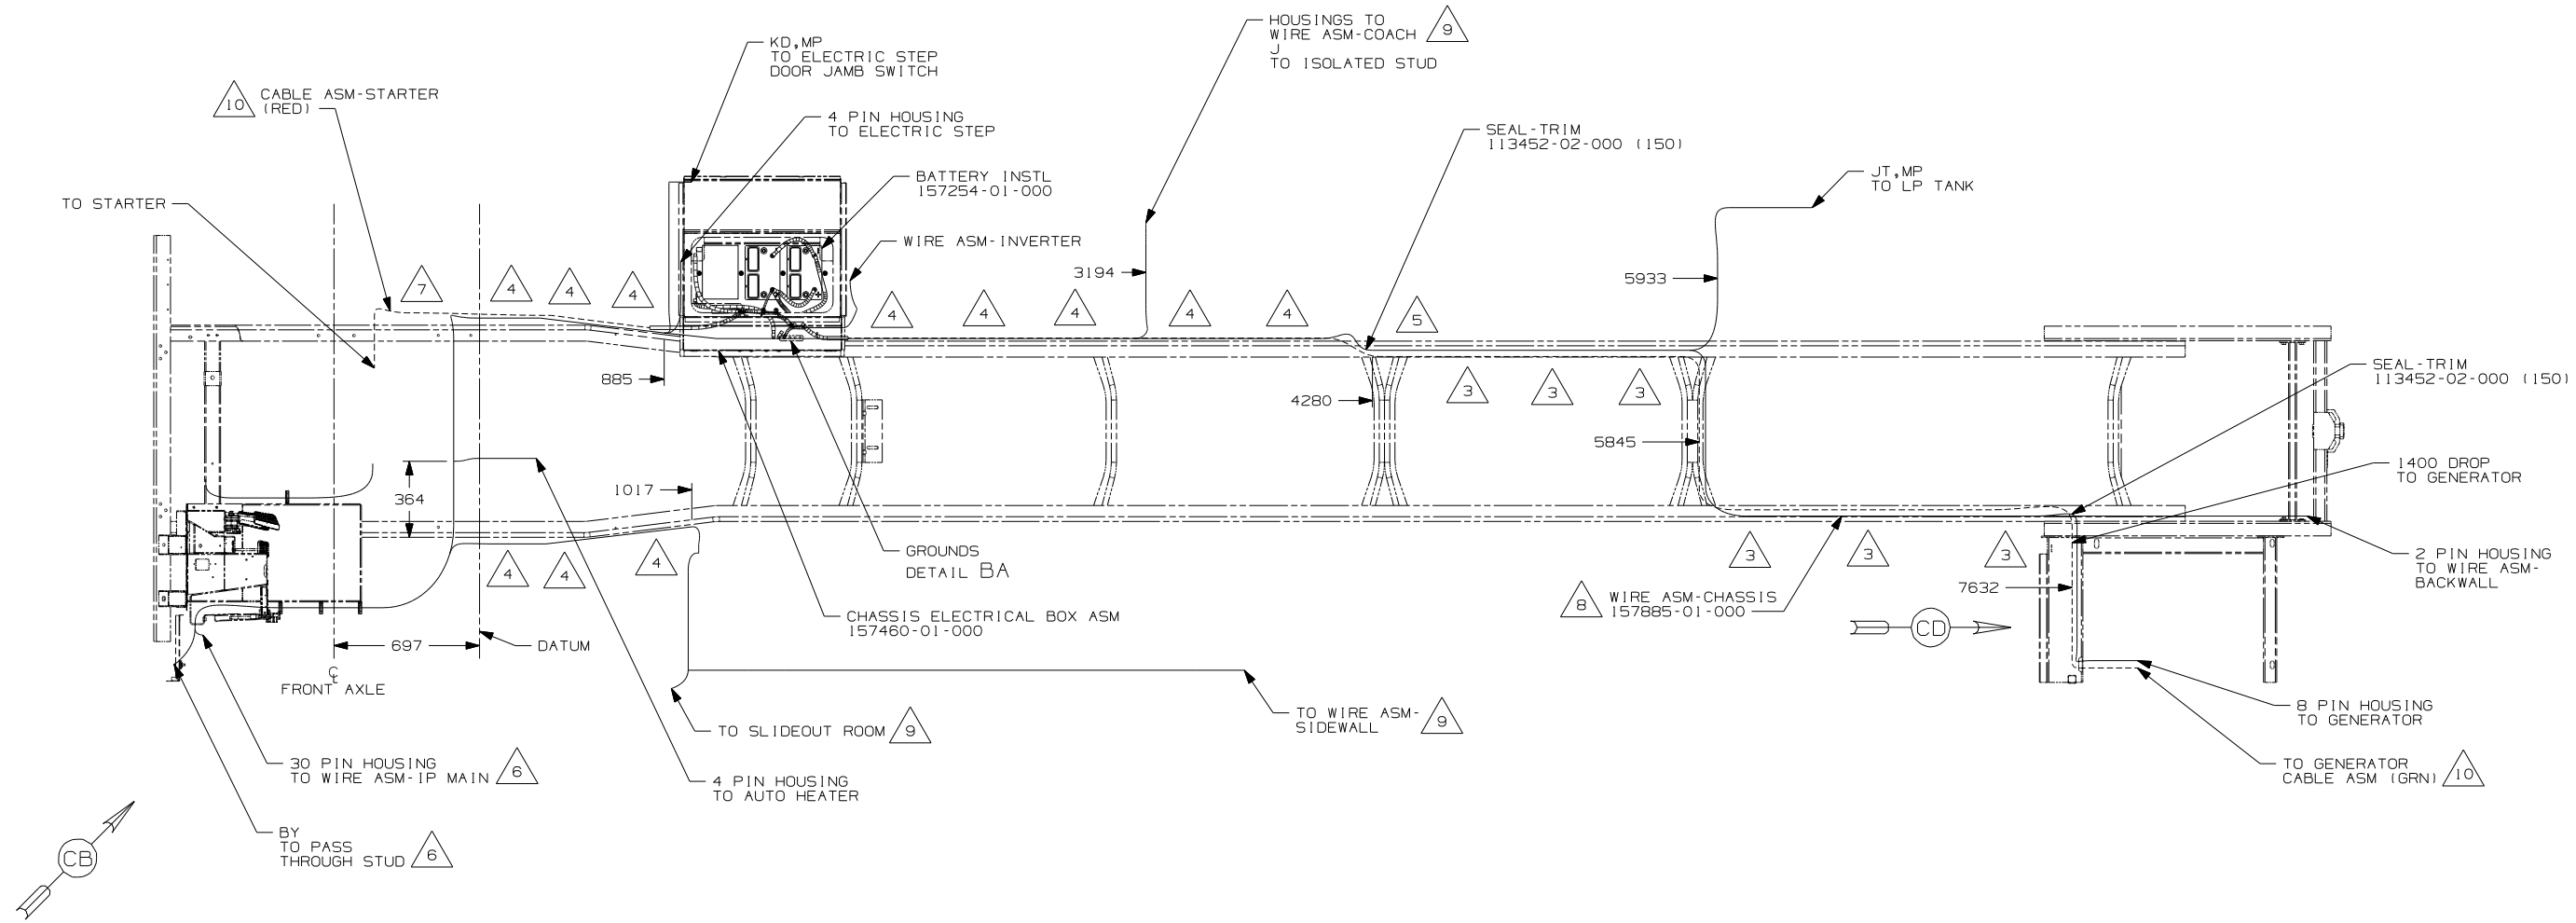 HOUSINGS TO
WIRE ASM-COACH 9
J
TO ISOLATED STUD
KD,MP
TO ELECTRIC STEP
DOOR JAMB SWITCH
10 CABLE ASM-STARTER
(RED)
4 PIN HOUSING
TO ELECTRIC STEP
SEAL-TRIM
113452-02-000 (150)
BATTERY INSTL
157254-01-000
JT,MP
TO LP TANK
TO STARTER
WIRE ASM-INVERTER
3194
5933
7
4
4
4
4
4
4
4
4
5
885
3
3
3
4280
SEAL-TRIM
113452-02-000 (150)
5845
364
1017
1400 DROP
TO GENERATOR
4
4
4
GROUNDS
DETAIL BA
3
3
3
2 PIN HOUSING
TO WIRE ASM-
BACKWALL
7632
8 WIRE ASM-CHASSIS
157885-01-000
CHASSIS ELECTRICAL BOX ASM
157460-01-000
CD
697
DATUM
CL
FRONT AXLE
TO SLIDEOUT ROOM 9
TO WIRE ASM-
SIDEWALL 9
8 PIN HOUSING
TO GENERATOR
30 PIN HOUSING
TO WIRE ASM-IP MAIN 6
4 PIN HOUSING
TO AUTO HEATER
TO GENERATOR
CABLE ASM (GRN) 10
BY
TO PASS
THROUGH STUD 6
CB